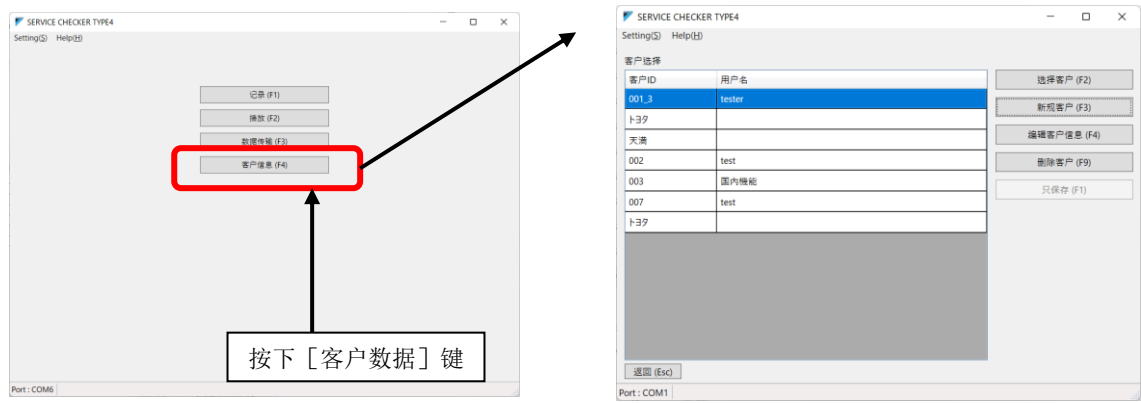 SERVICE CHECKER TYPE4
Setting(S) Help(H)
记录 (F1)
播放 (F2)
数据传输 (F3)
客户信息 (F4)
按下［客户数据］键
Port : COM6
SERVICE CHECKER TYPE4
Setting(S) Help(H)
客户选择
客户ID 用户名
001_3 tester
トヨタ
天满
002 test
003 国内機能
007 test
トヨタ
选择客户 (F2)
新规客户 (F3)
编辑客户信息 (F4)
删除客户 (F9)
只保存 (F1)
返回 (Esc)
Port : COM1